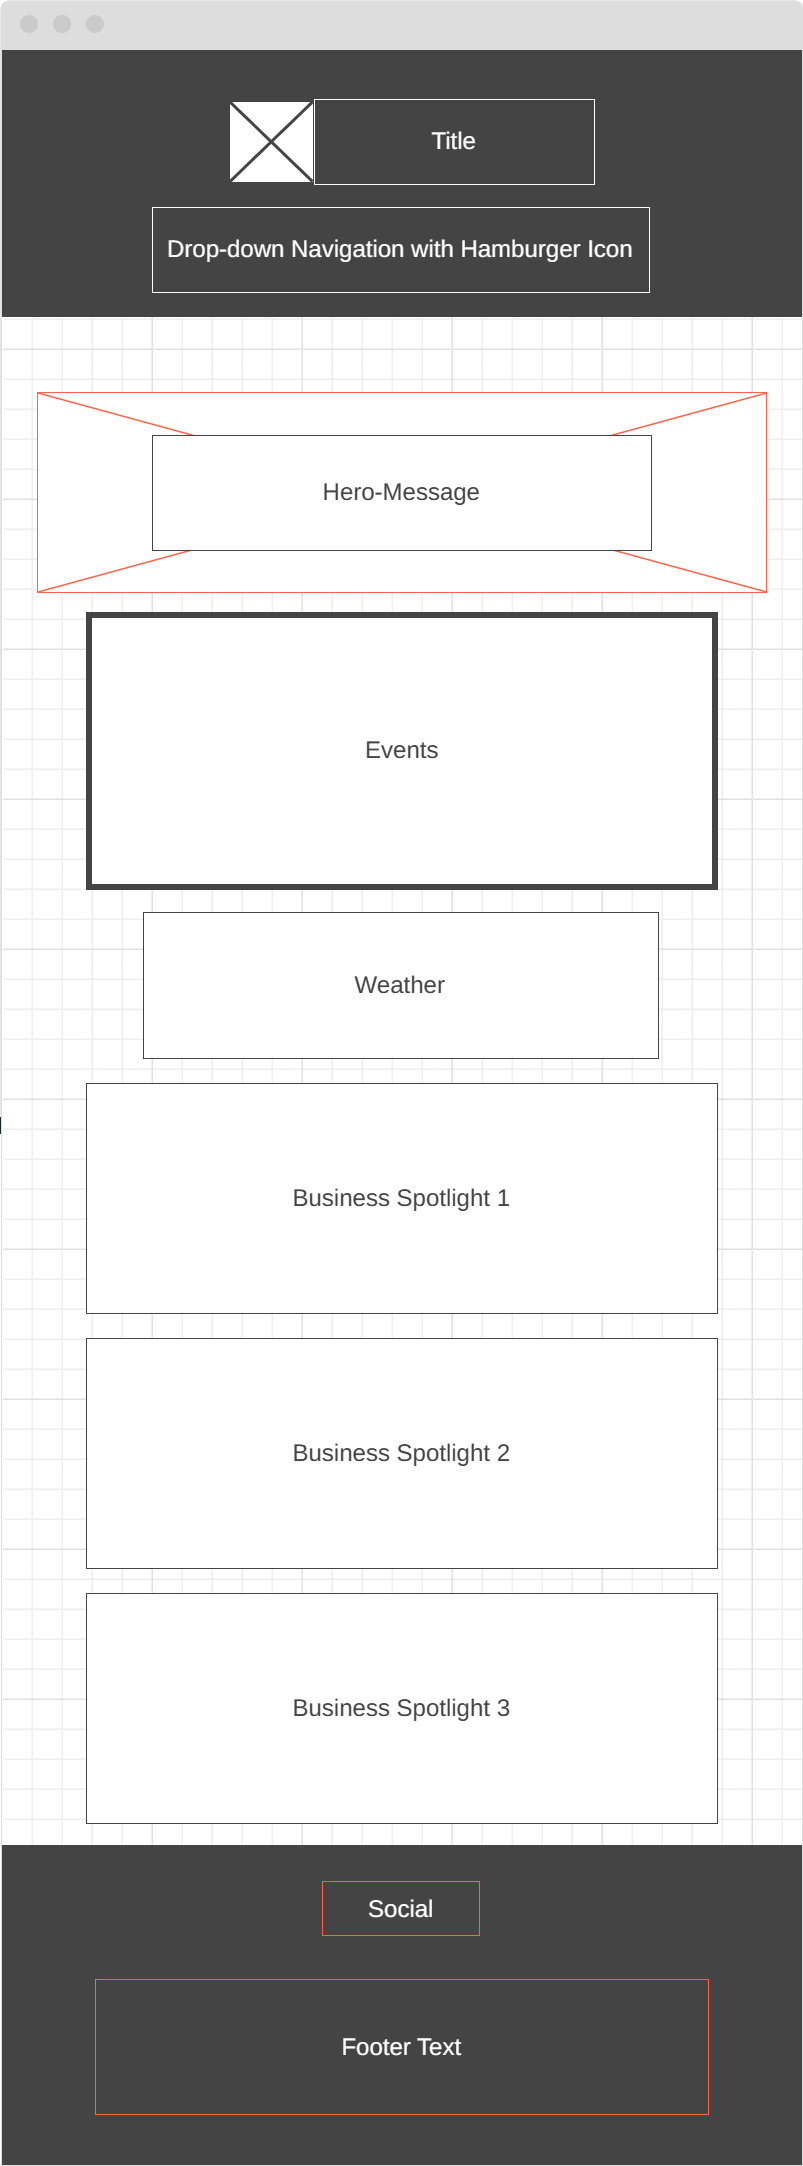 Title
Drop-down Navigation with Hamburger Icon
Hero-Message
Events
Weather
Business Spotlight 1
Business Spotlight 2
Business Spotlight 3
Social
Footer Text